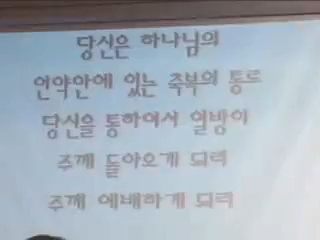 당신은 하나님의
언약안에 있는 축복의 통로
당신을 통하여서 열방이
주께 돌아오게 되리
주께 예배하게 되리